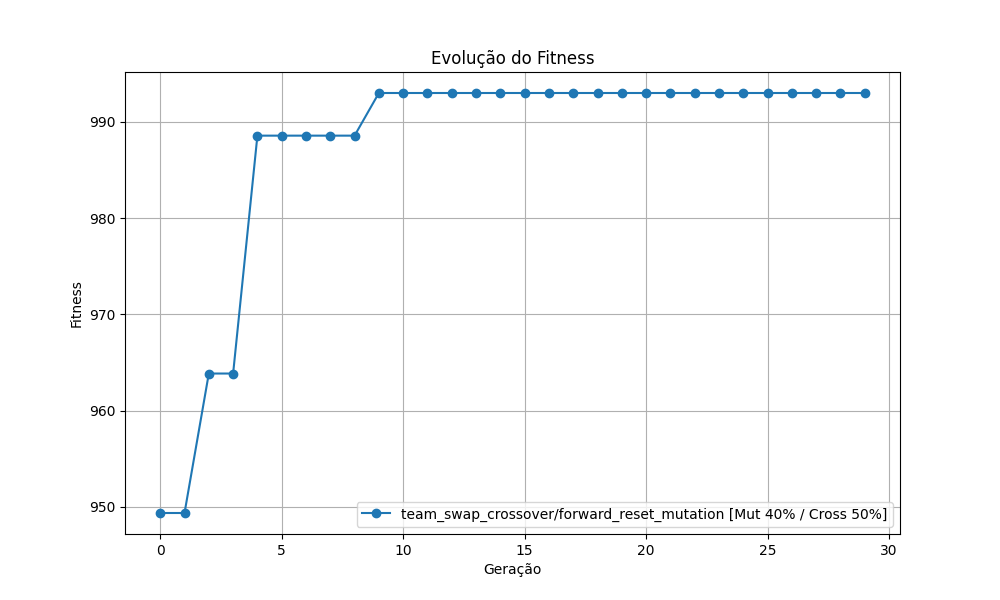 Evolução do Fitness
Fitness
990
980
970
960
950
team_swap_crossover/forward_reset_mutation [Mut 40% / Cross 50%]
0 5 10 15 20 25 30
Geração